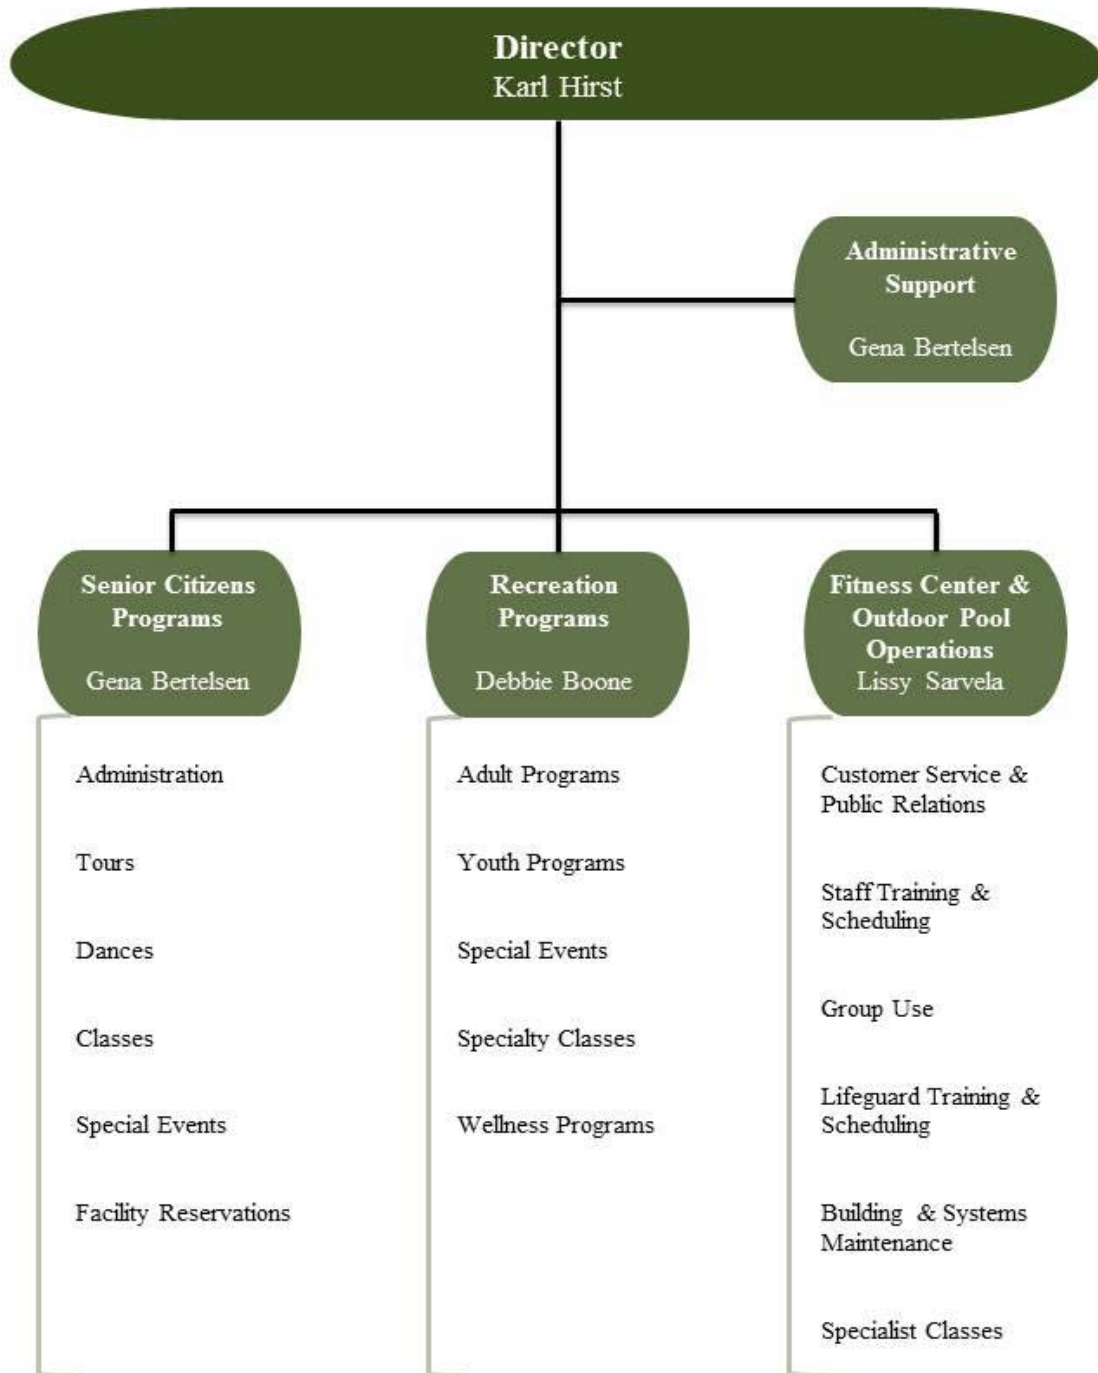 Director
Karl Hirst
Administrative
Support
Gena Bertelsen
Senior Citizens
Programs
Gena Bertelsen
Recreation
Programs
Debbie Boone
Fitness Center &
Outdoor Pool
Operations
Lissy Sarvela
Administration
Tours
Dances
Classes
Special Events
Facility Reservations
Adult Programs
Youth Programs
Special Events
Specialty Classes
Wellness Programs
Customer Service &
Public Relations
Staff Training &
Scheduling
Group Use
Lifeguard Training &
Scheduling
Building & Systems
Maintenance
Specialist Classes